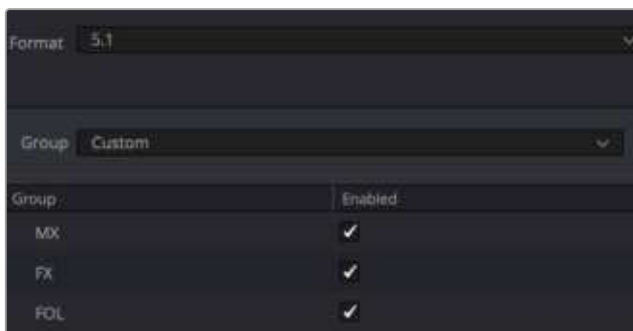 Format 5.1
Group Custom
Group Enabled
MX
FX
FOL